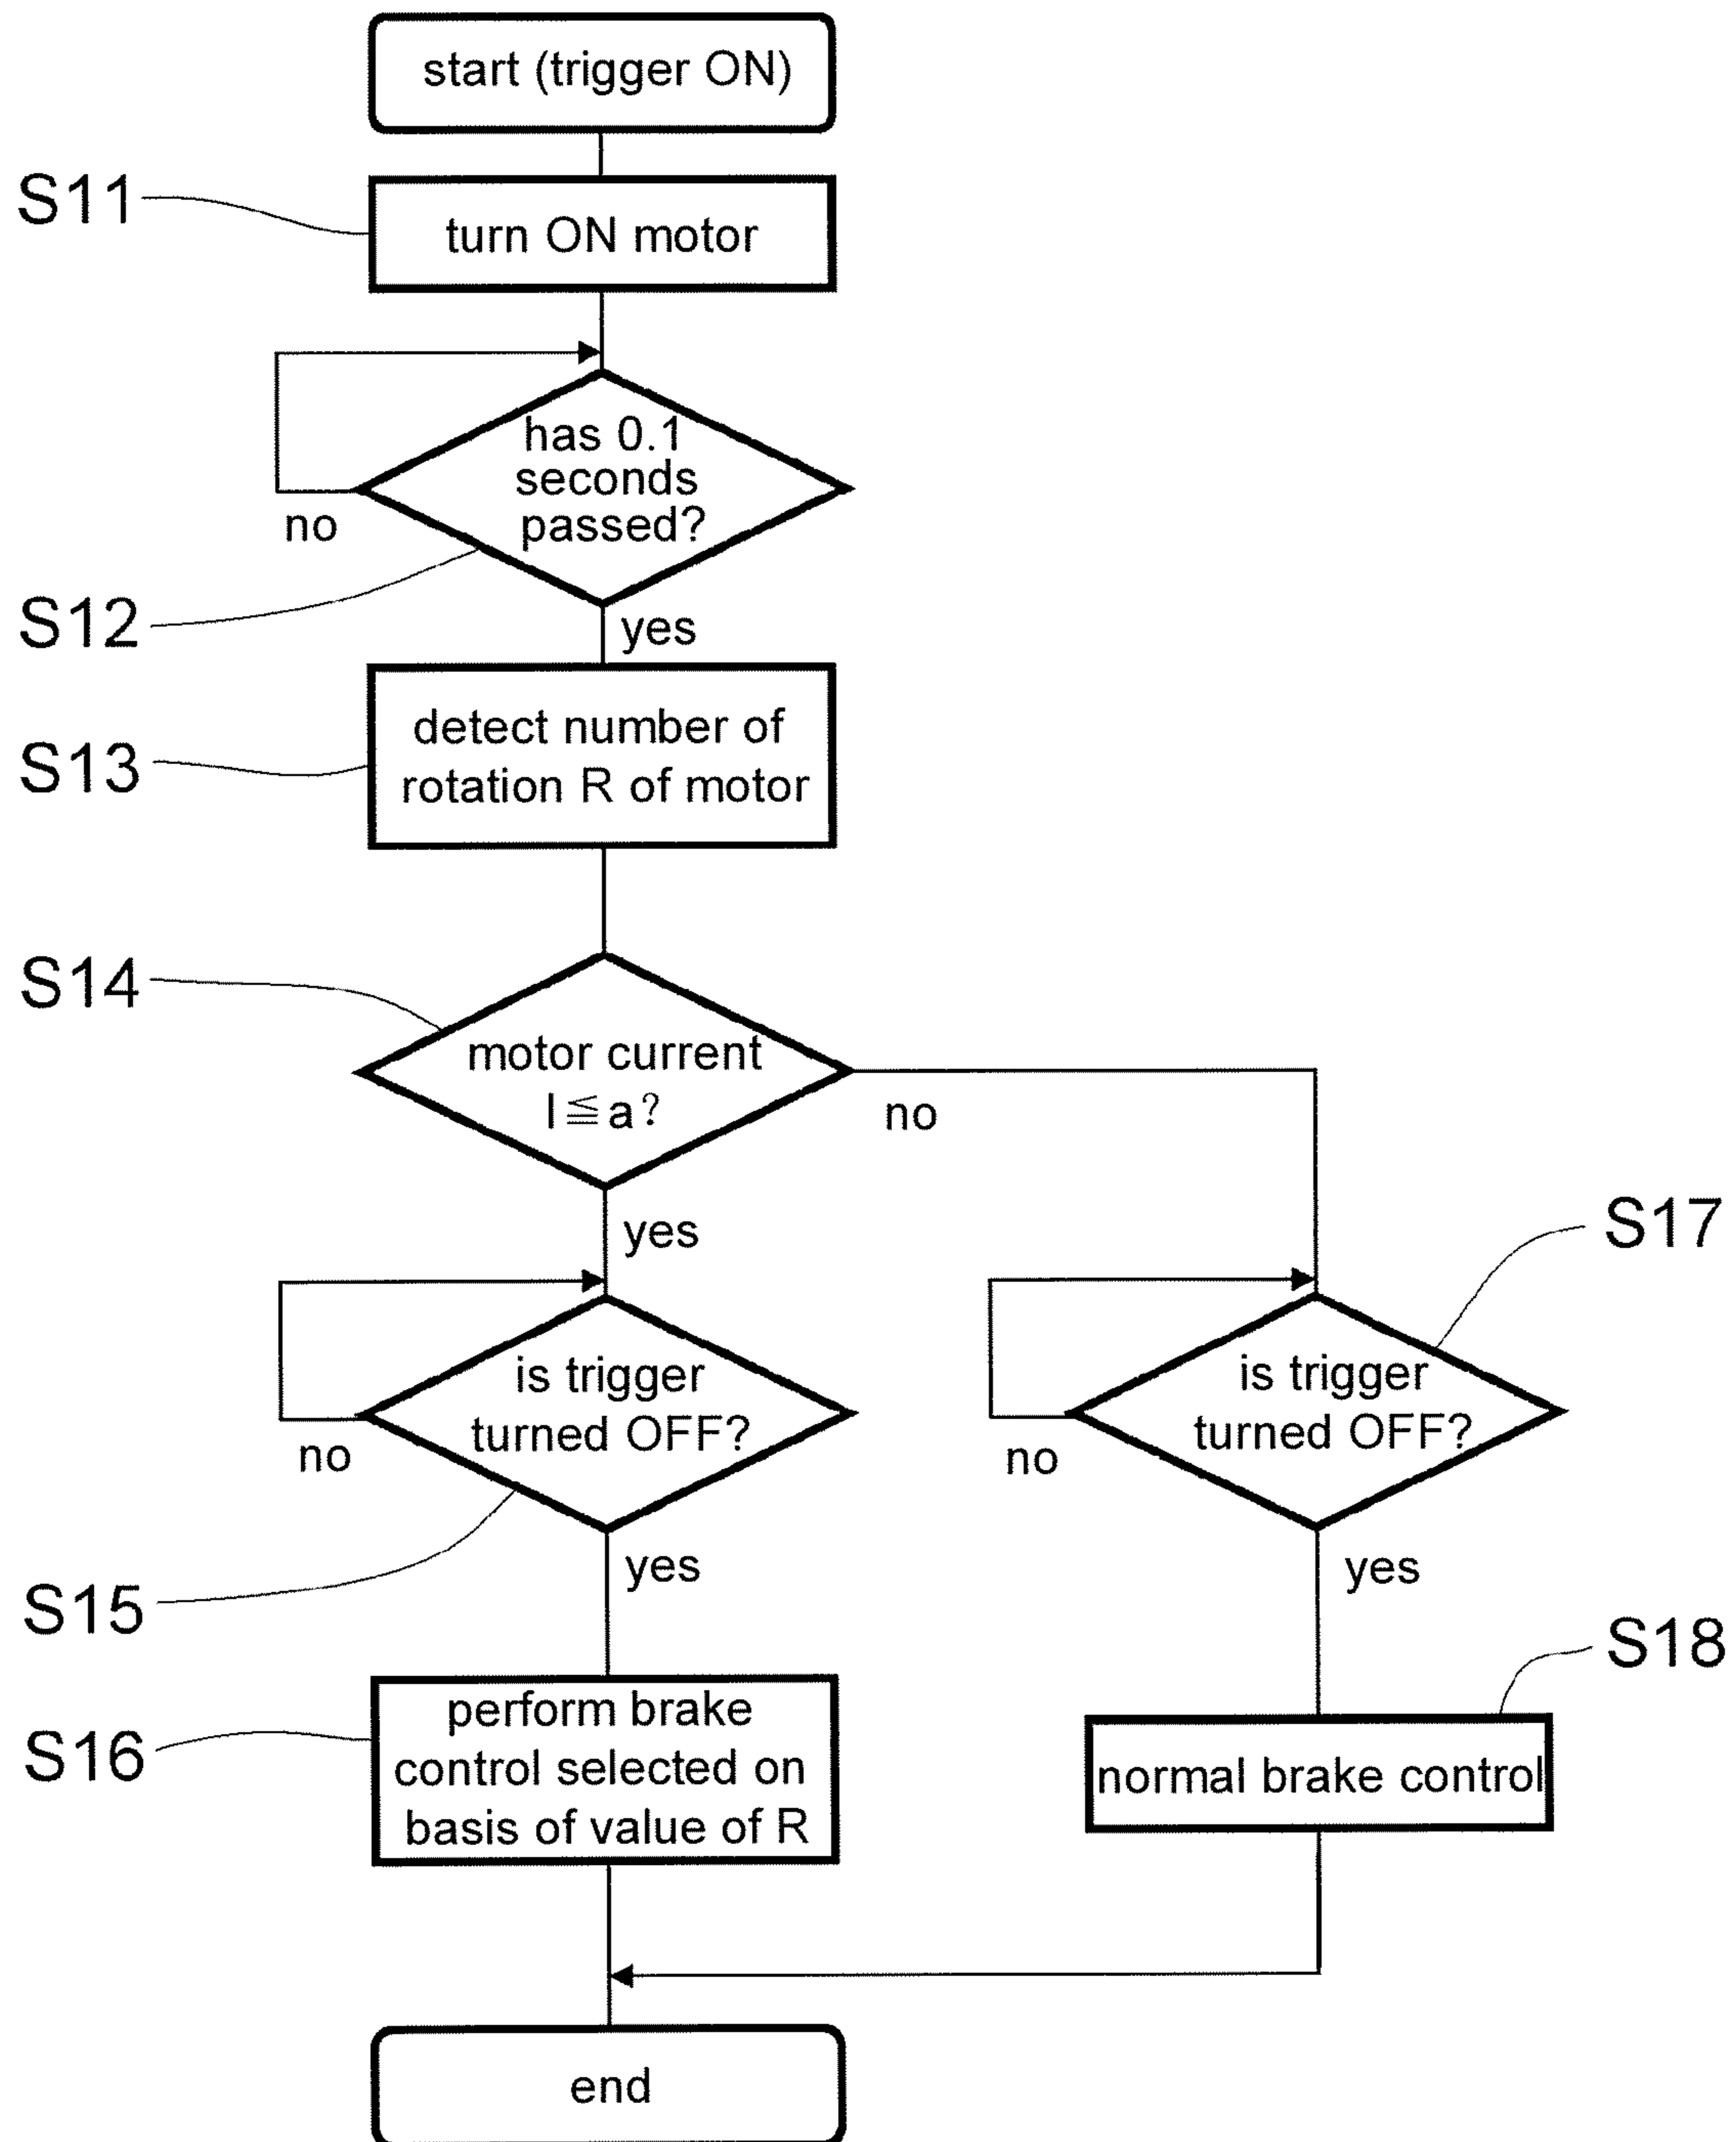 start (trigger ON)
S11
turn ON motor
has 0.1
seconds
passed?
no
S12
yes
detect number of
rotation R of motor
S13
S14
motor current
I≦a?
no
yes
S17
is trigger
turned OFF?
no
is trigger
turned OFF?
no
yes
yes
S15
S18
perform brake
control selected on
basis of value of R
S16
normal brake control
end